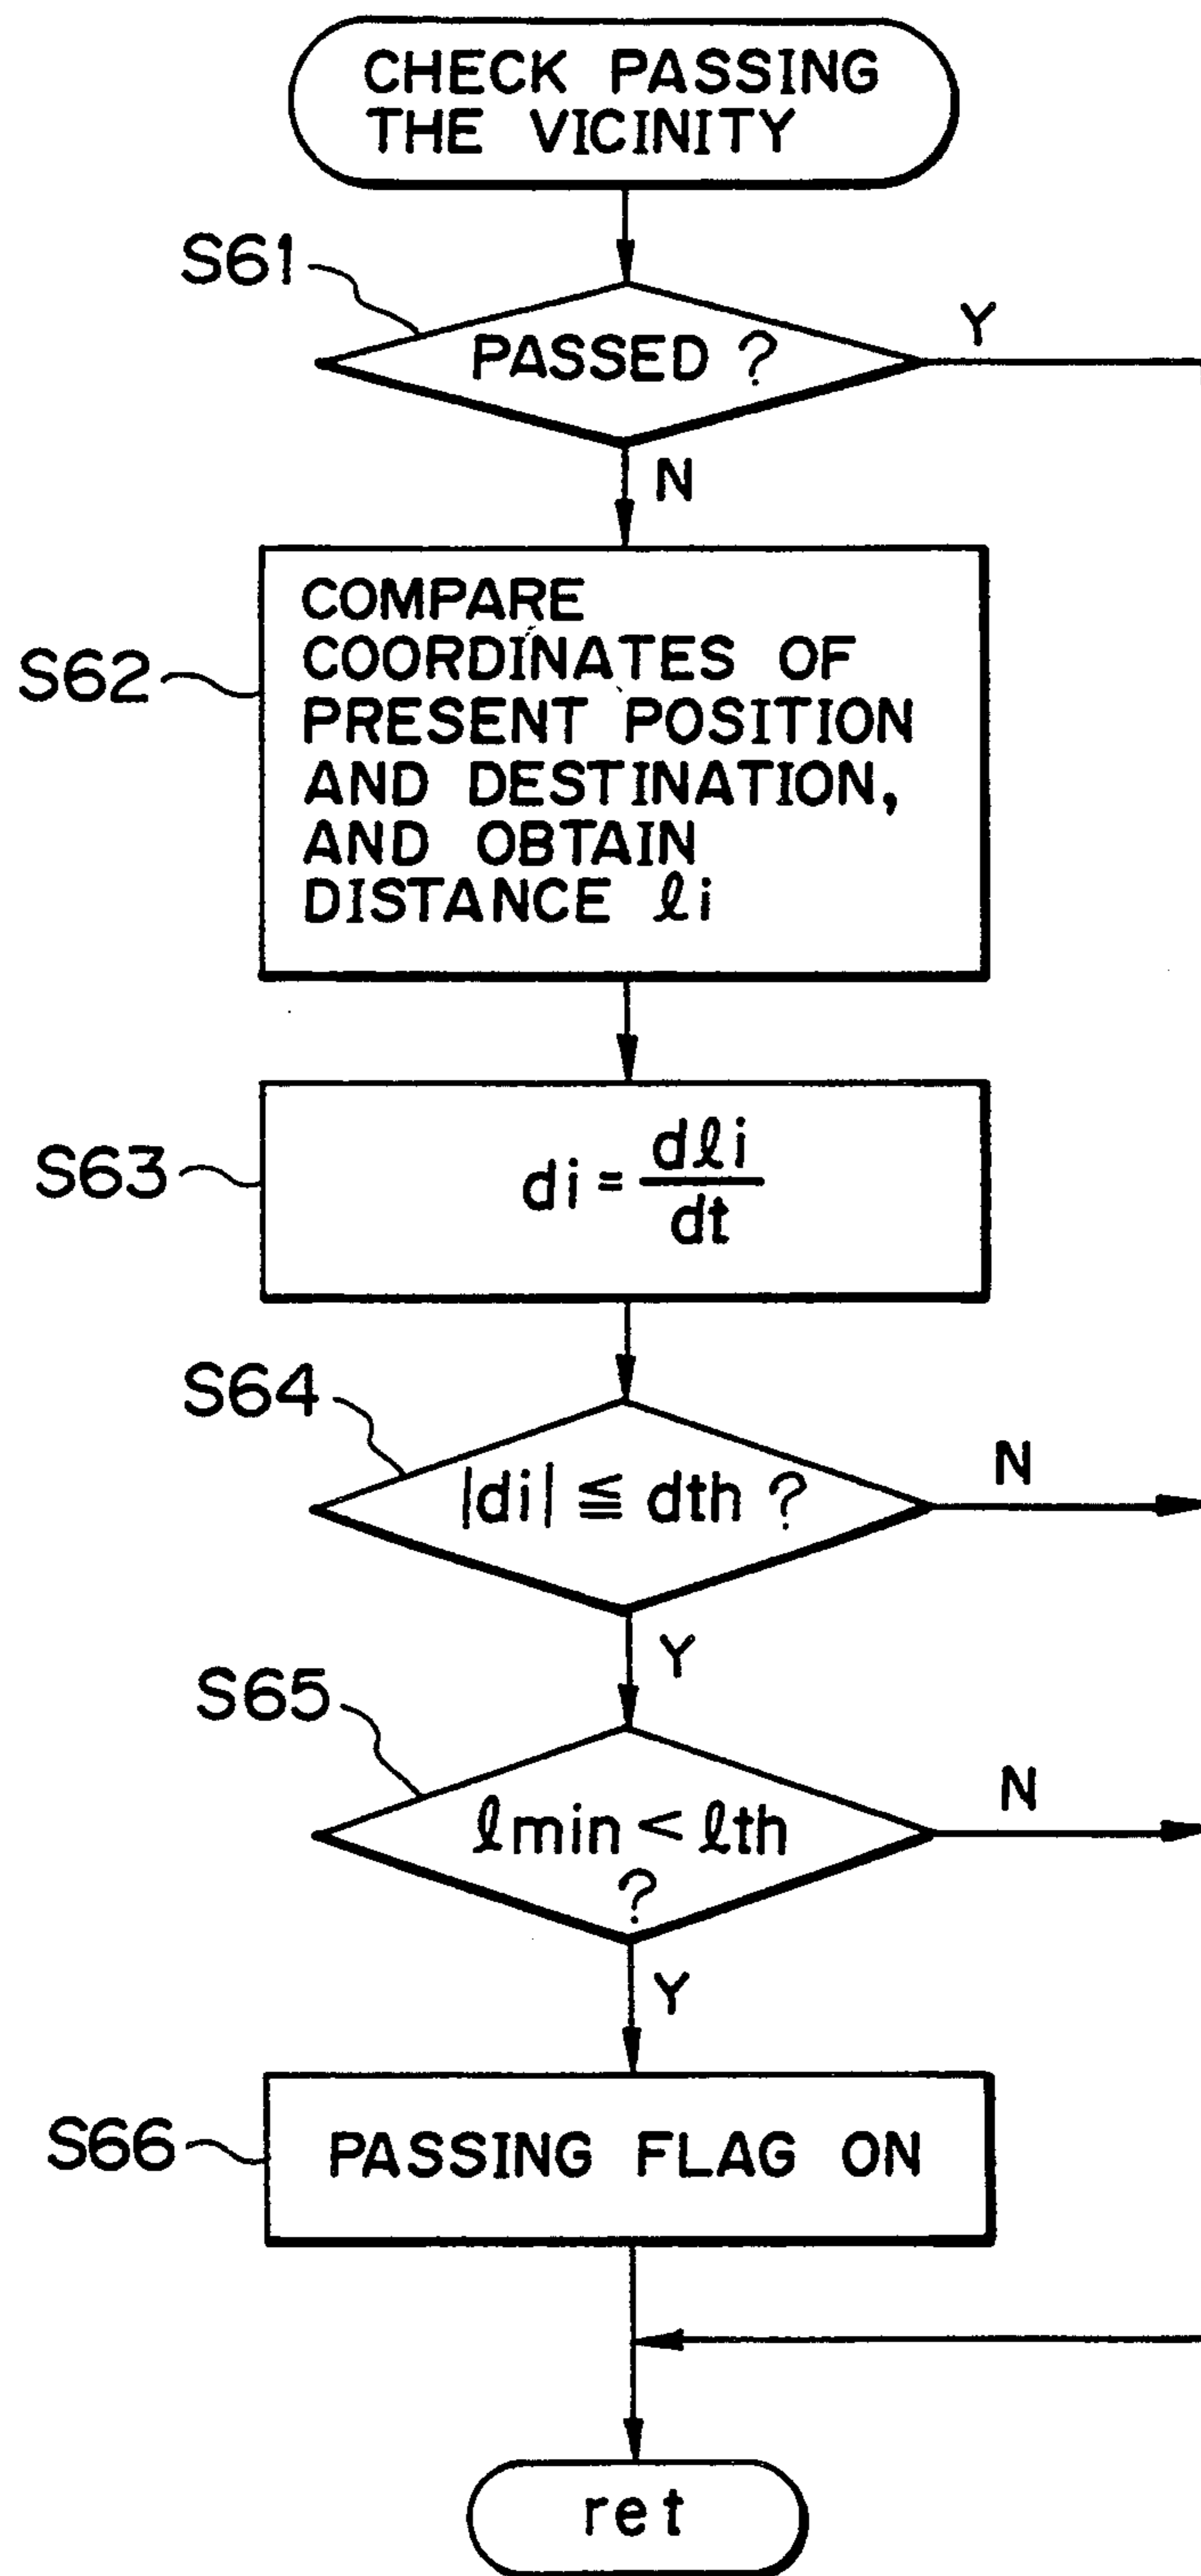 CHECK PASSING
THE VICINITY
S61
PASSED ?
Y
N
S62
COMPARE
COORDINATES OF
PRESENT POSITION
AND DESTINATION,
AND OBTAIN
DISTANCE ℓi
S63
di = dℓi
dt
S64
|di| ≦ dth ?
N
Y
S65
ℓmin < ℓth
?
N
Y
S66
PASSING FLAG ON
ret